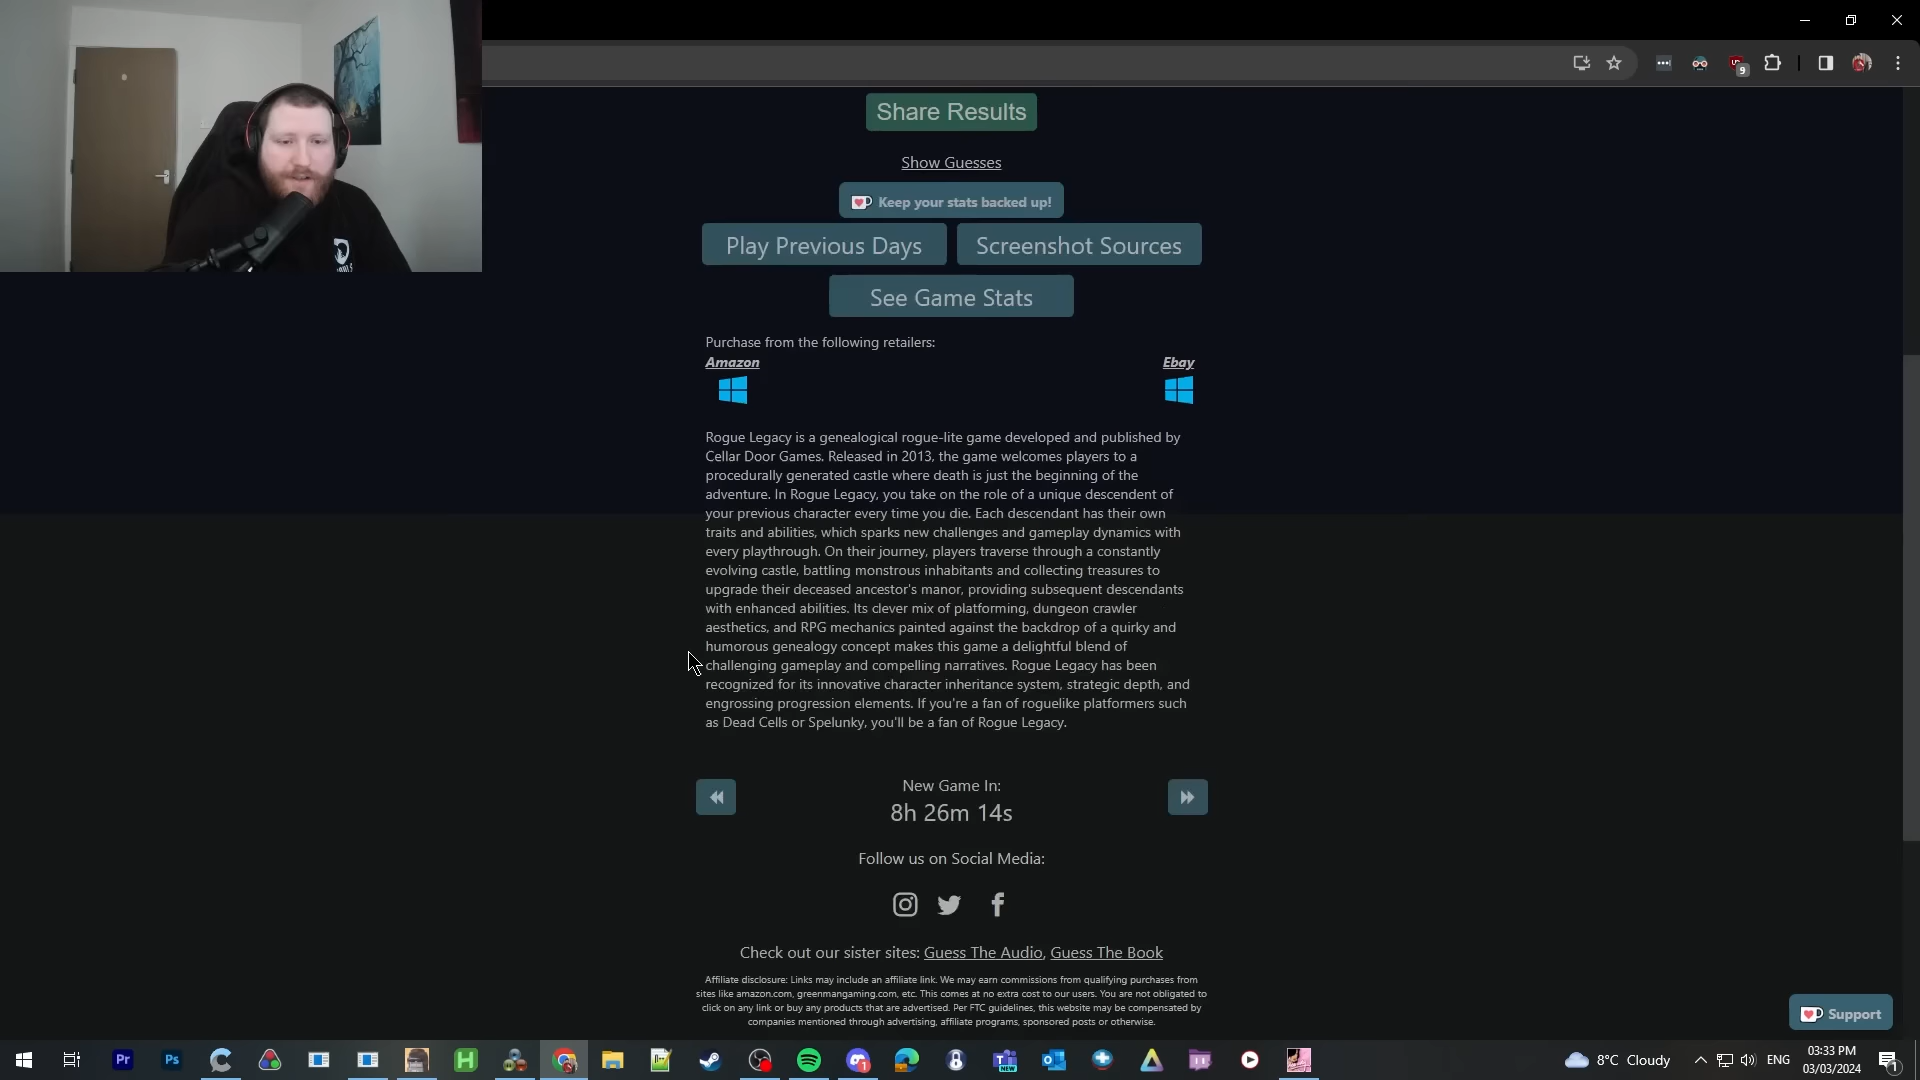 9
Share Results
Show Guesses
Keep your stats backed up!
Play Previous Days
Screenshot Sources
See Game Stats
Purchase from the following retailers:
Amazon
Ebay
Rogue Legacy is a genealogical rogue-lite game developed and published by
Cellar Door Games. Released in 2013, the game welcomes players to a
procedurally generated castle where death is just the beginning of the
adventure. In Rogue Legacy, you take on the role of a unique descendent of
your previous character every time you die. Each descendant has their own
traits and abilities, which sparks new challenges and gameplay dynamics with
every playthrough. On their journey, players traverse through a constantly
evolving castle, battling monstrous inhabitants and collecting treasures to
upgrade their deceased ancestor's manor, providing subsequent descendants
with enhanced abilities. Its clever mix of platforming, dungeon crawler
aesthetics, and RPG mechanics painted against the backdrop of a quirky and
humorous genealogy concept makes this game a delightful blend of
challenging gameplay and compelling narratives. Rogue Legacy has been
recognized for its innovative character inheritance system, strategic depth, and
engrossing progression elements. If you're a fan of roguelike platformers such
as Dead Cells or Spelunky, you'll be a fan of Rogue Legacy.
New Game In:
8h 26m 14s
Follow us on Social Media:
Check out our sister sites: Guess The Audio, Guess The Book
Affiliate disclosure: Links may include an affiliate link. We may earn commissions from qualifying purchases from
sites like amazon.com, greenmangaming.com, etc. This comes at no extra cost to our users. You are not obligated to
click on any link or buy any products that are advertised. Per FTC guidelines, this website may be compensated by
companies mentioned through advertising, affiliate programs, sponsored posts or otherwise.
Support
Pr
Ps
H
1
NEW
8°C Cloudy
ENG
03:33 PM
03/03/2024
1